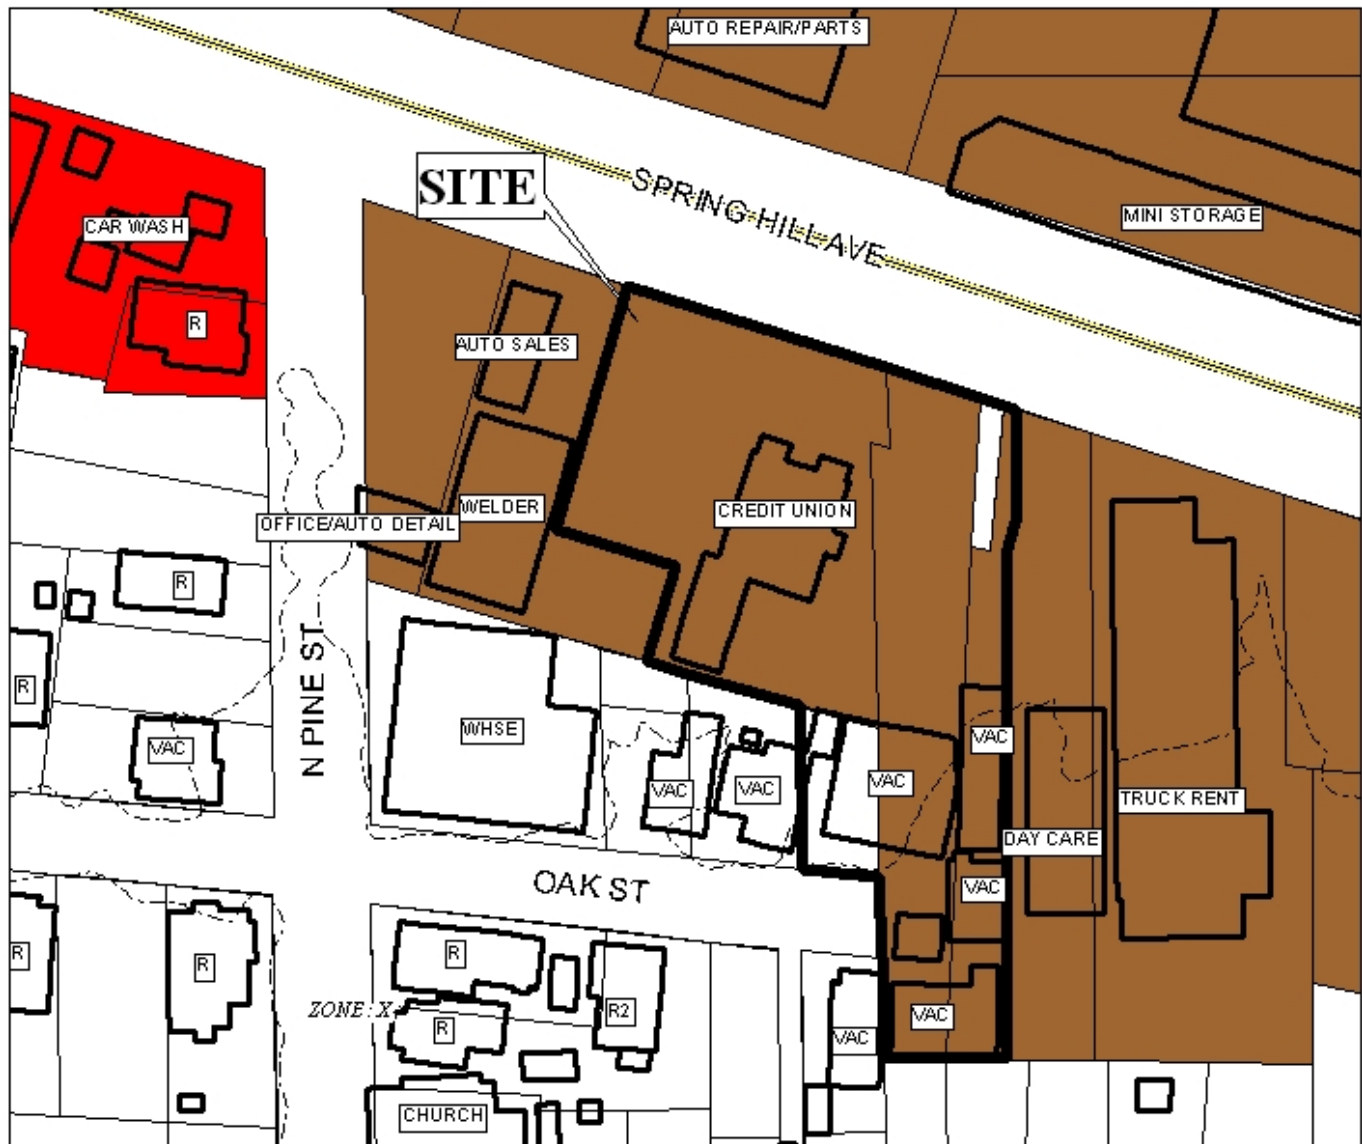 AUTO REPAIR/PARTS
SITE
SPRING HILL AVE
MINI STORAGE
CAR WASH
R
AUTO SALES
WELDER
CREDIT UNION
OFFICE/AUTO DETAIL
R
R
N PINE ST
WHSE
VAC
VAC
VAC
VAC
VAC
TRUCK RENT
DAY CARE
OAK ST
VAC
R
R
R
ZONE: X
R2
R
VAC
VAC
CHURCH